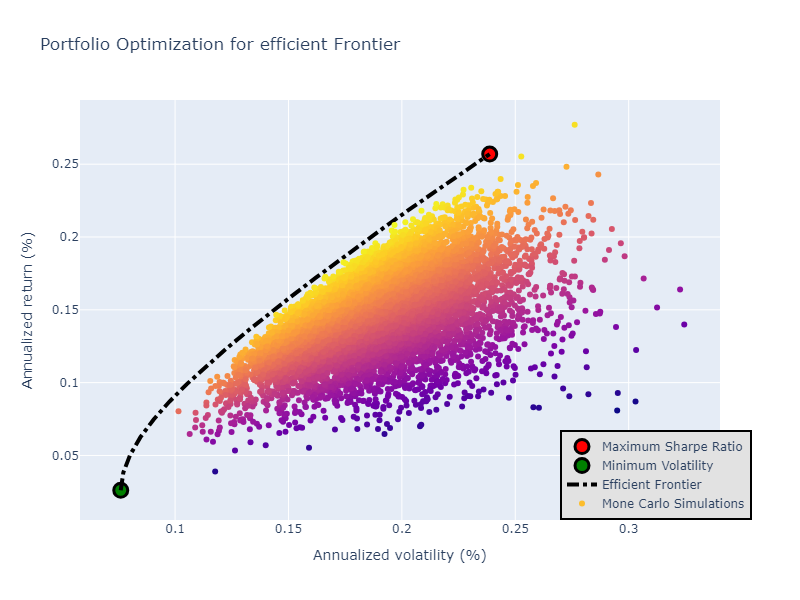 Portfolio Optimization for efficient Frontier
0.25
0.2
0.15
0.1
0.05
Annualized return (%)
0.1
0.15
0.2
0.25
0.3
Annualized volatility (%)
Maximum Sharpe Ratio
Minimum Volatility
Efficient Frontier
Mone Carlo Simulations